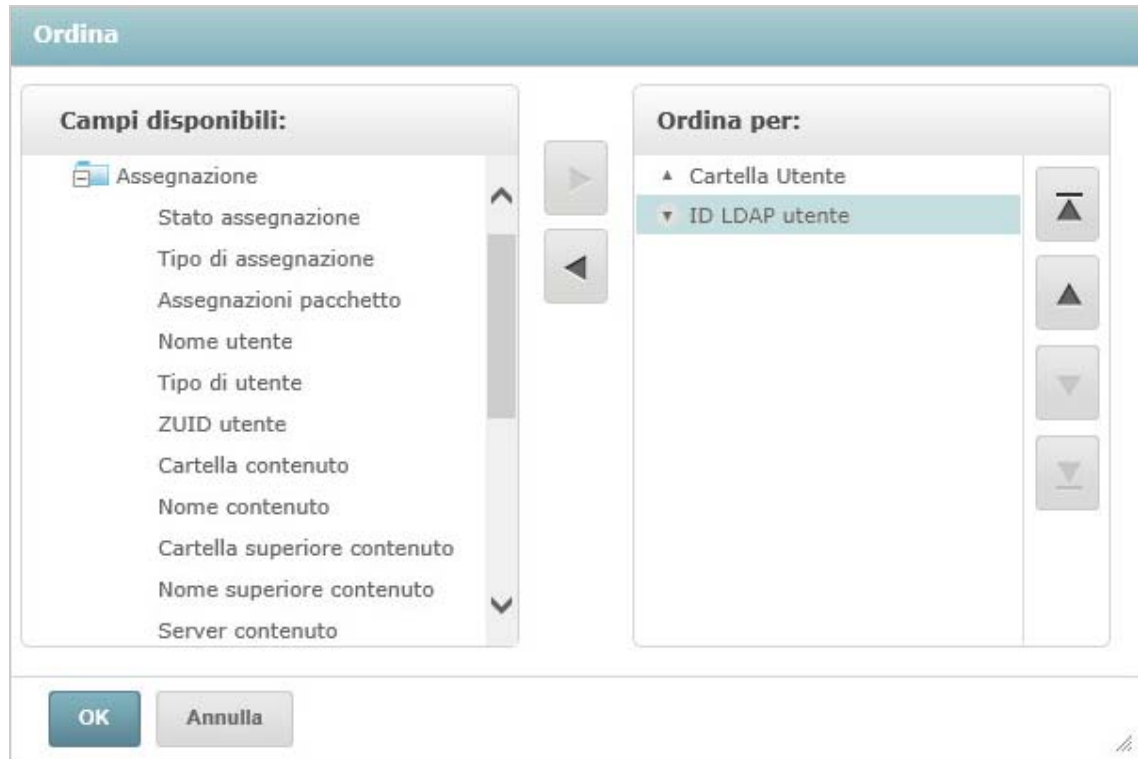 Ordina
Campi disponibili:
Assegnazione
Stato assegnazione
Tipo di assegnazione
Assegnazioni pacchetto
Nome utente
Tipo di utente
ZUID utente
Cartella contenuto
Nome contenuto
Cartella superiore contenuto
Nome superiore contenuto
Server contenuto
Ordina per:
Cartella Utente
ID LDAP utente
OK
Annulla